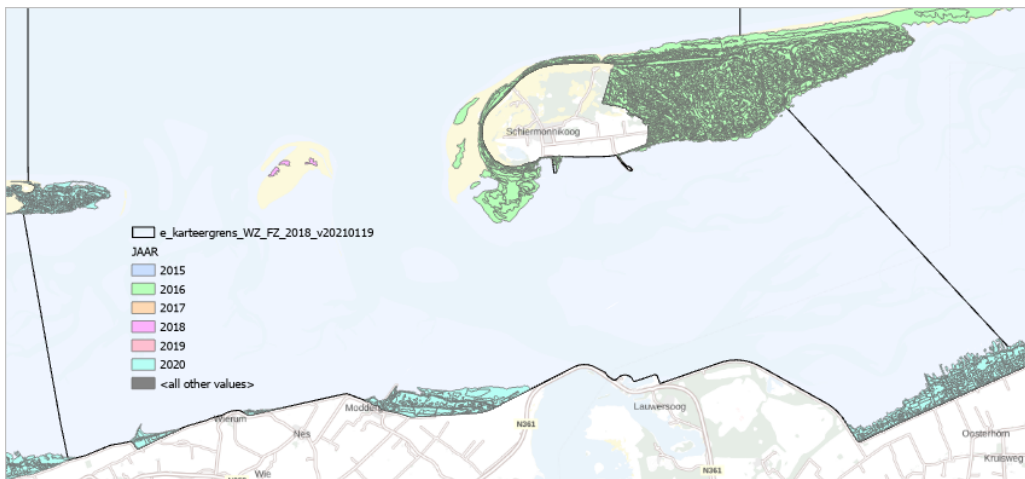 Schiermonnikoog
e_karteergrens_WZ_FZ_2018_v20210119
JAAR
2015
2016
2017
2018
2019
2020
<all other values>
Wierum
Nes
Wie
N361
Lauwersoog
N361
Oosterhorn
Kruisweg